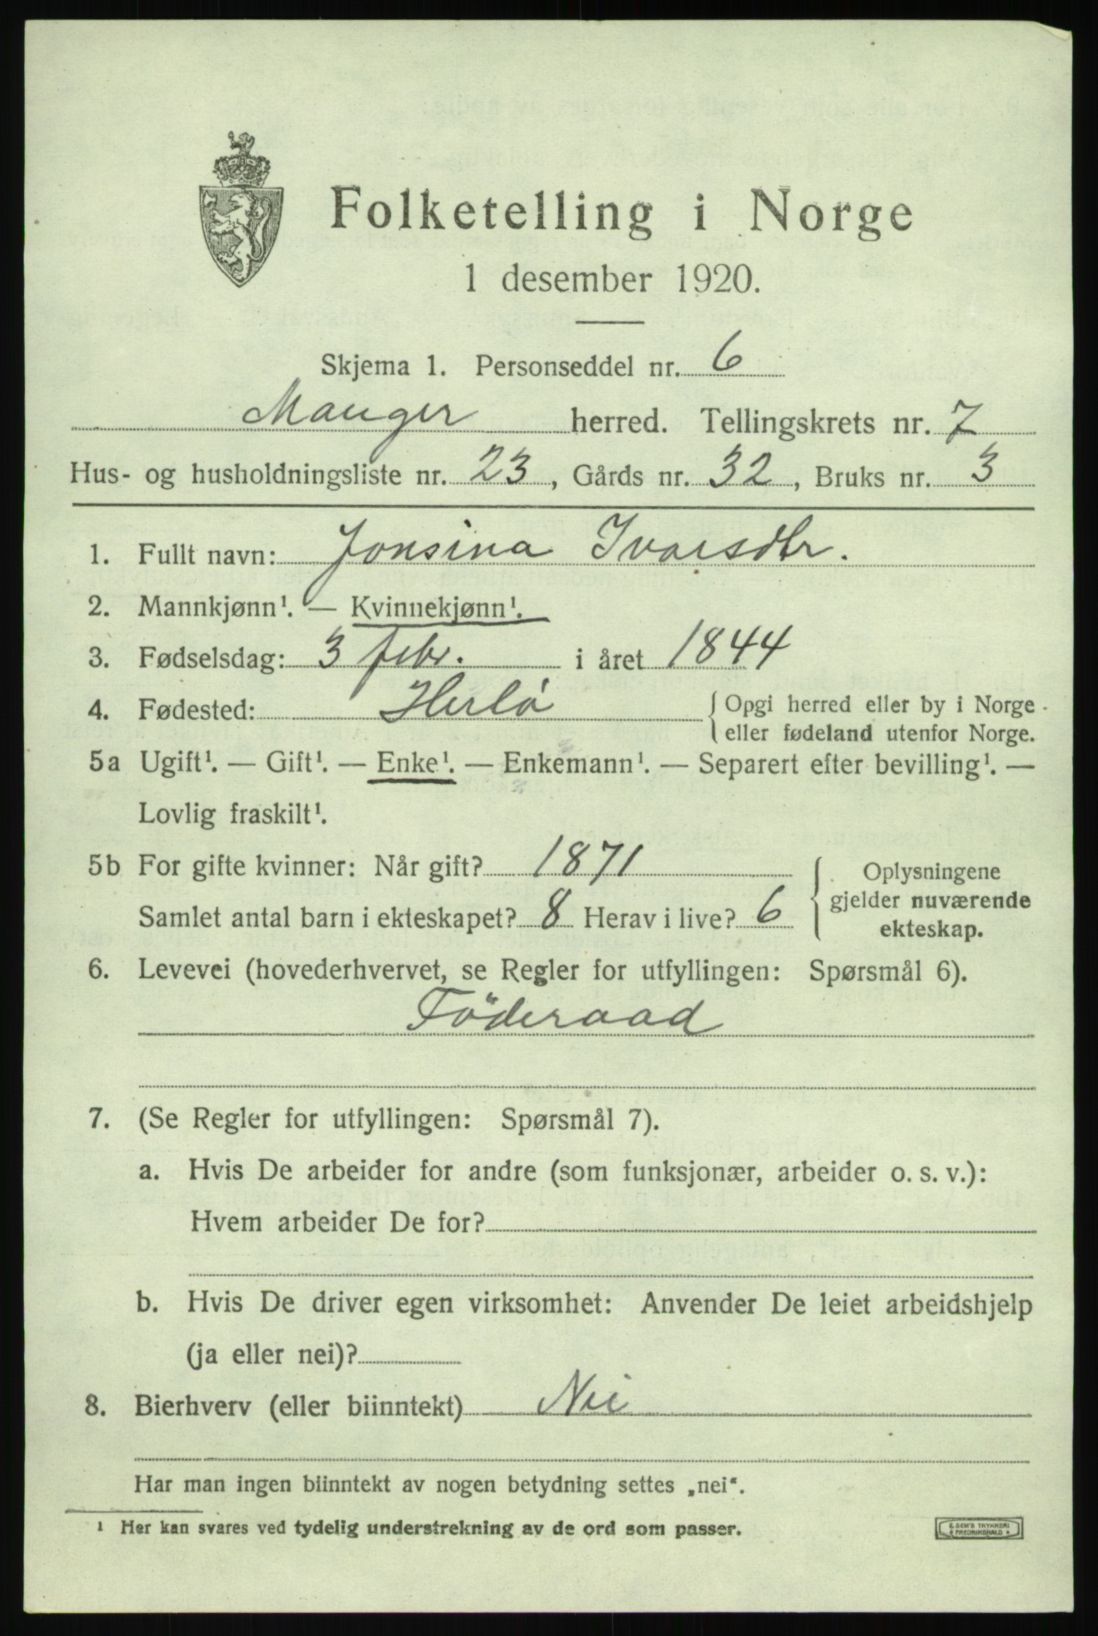 Folketelling i Norge
1 desember 1920.
Skjema 1. Personseddel nr. 6
Manger herred. Tellingskrets nr. 7
Hus- og husholdningsliste nr. 23, Gårds nr. 32, Bruks nr. 3
1. Fullt navn: Jonsina Ivarsdtr.
2. Mannkjønn¹. — Kvinnekjønn¹.
3. Fødselsdag: 3 febr. i året 1844
4. Fødested: Herlö { Opgi herred eller by i Norge
eller fødeland utenfor Norge.
5a Ugift¹. — Gift¹. — Enke¹. — Enkemann¹. — Separert efter bevilling¹. —
Lovlig fraskilt¹.
5b For gifte kvinner: Når gift? 1871
Samlet antal barn i ekteskapet? 8 Herav i live? 6
{ Oplysningene
gjelder nuværende
ekteskap.
6. Levevei (hovederhvervet, se Regler for utfyllingen: Spørsmål 6).
Föderaad
7. (Se Regler for utfyllingen: Spørsmål 7).
a. Hvis De arbeider for andre (som funksjonær, arbeider o. s. v.):
Hvem arbeider De for?
b. Hvis De driver egen virksomhet: Anvender De leiet arbeidshjelp
(ja eller nei)?
8. Bierhverv (eller biinntekt) Nei
Har man ingen biinntekt av nogen betydning settes „nei“.
¹ Her kan svares ved tydelig understrekning av de ord som passer.